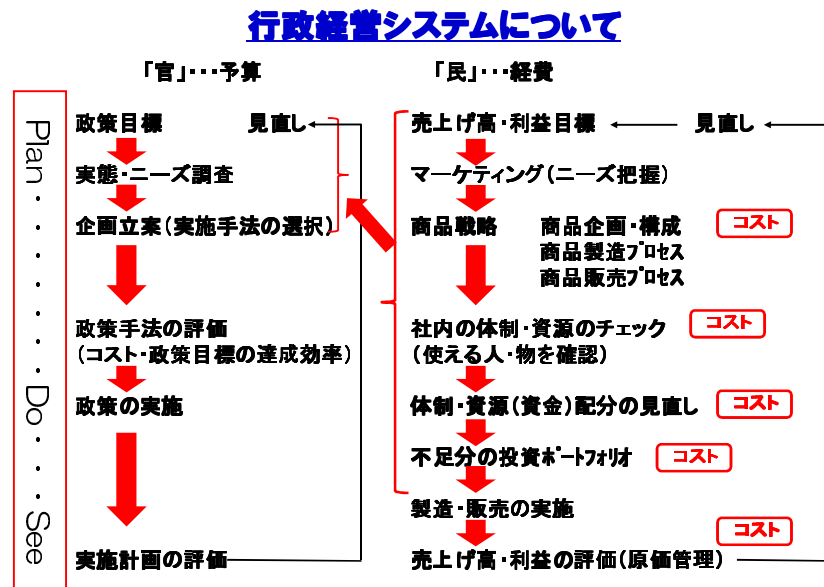 行政経営システムについて
「官」･･･予算
「民」･･･経費
Plan・・・・・・・・Do・・・・See
政策目標
見直し
実態･ニーズ調査
企画立案(実施手法の選択)
政策手法の評価
(コスト･政策目標の達成効率)
政策の実施
実施計画の評価
売上げ高･利益目標
見直し
マーケティング(ニーズ把握)
商品戦略
商品企画･構成
コスト
商品製造ﾌﾟﾛｾｽ
商品販売ﾌﾟﾛｾｽ
社内の体制･資源のチェック
コスト
(使える人･物を確認)
体制･資源(資金)配分の見直し
コスト
不足分の投資ﾎﾟｰﾄﾌｫﾘｵ
コスト
製造･販売の実施
コスト
売上げ高･利益の評価(原価管理)